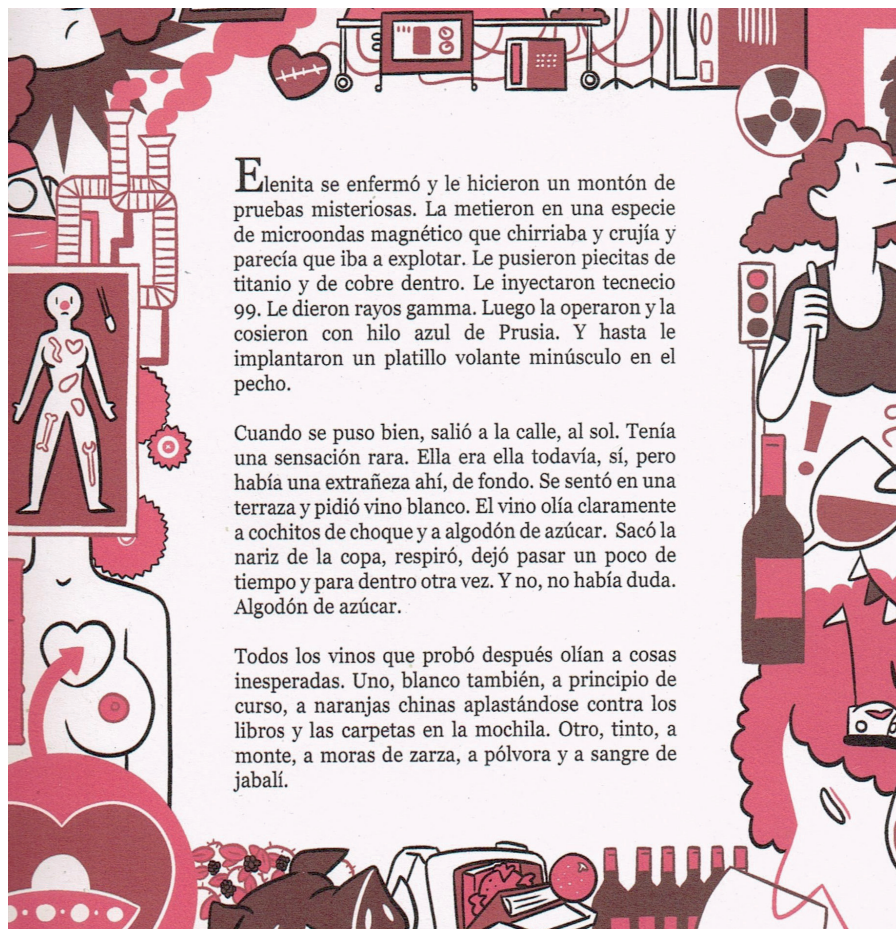 Elenita se enfermó y le hicieron un montón de
pruebas misteriosas. La metieron en una especie
de microondas magnético que chirriaba y crujía y
parecía que iba a explotar. Le pusieron piecitas de
titanio y de cobre dentro. Le inyectaron tecnecio
99. Le dieron rayos gamma. Luego la operaron y la
cosieron con hilo azul de Prusia. Y hasta le
implantaron un platillo volante minúsculo en el
pecho.

Cuando se puso bien, salió a la calle, al sol. Tenía
una sensación rara. Ella era ella todavía, sí, pero
había una extrañeza ahí, de fondo. Se sentó en una
terraza y pidió vino blanco. El vino olía claramente
a cochitos de choque y a algodón de azúcar. Sacó la
nariz de la copa, respiró, dejó pasar un poco de
tiempo y para dentro otra vez. Y no, no había duda.
Algodón de azúcar.

Todos los vinos que probó después olían a cosas
inesperadas. Uno, blanco también, a principio de
curso, a naranjas chinas aplastándose contra los
libros y las carpetas en la mochila. Otro, tinto, a
monte, a moras de zarza, a pólvora y a sangre de
jabalí.